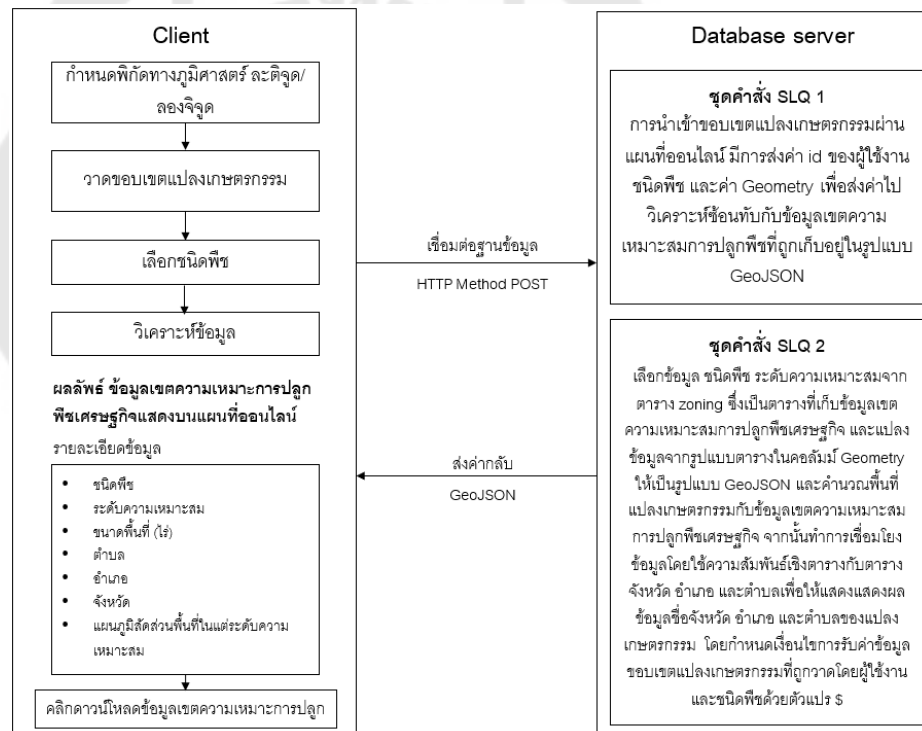 Client
กำหนดพิกัดทางภูมิศาสตร์ ละติจูด/
ลองจิจูด
วาดขอบเขตแปลงเกษตรกรรม
เลือกชนิดพืช
วิเคราะห์ข้อมูล
ผลลัพธ์ ข้อมูลเขตความเหมาะการปลูก
พืชเศรษฐกิจแสดงบนแผนที่ออนไลน์
รายละเอียดข้อมูล
• ชนิดพืช
• ระดับความเหมาะสม
• ขนาดพื้นที่ (ไร่)
• ตำบล
• อำเภอ
• จังหวัด
• แผนภูมิสัดส่วนพื้นที่ในแต่ระดับความ
เหมาะสม
คลิกดาวน์โหลดข้อมูลเขตความเหมาะการปลูก
เชื่อมต่อฐานข้อมูล
HTTP Method POST
ส่งค่ากลับ
GeoJSON
Database server
ชุดคำสั่ง SLQ 1
การนำเข้าขอบเขตแปลงเกษตรกรรมผ่าน
แผนที่ออนไลน์ มีการส่งค่า id ของผู้ใช้งาน
ชนิดพืช และค่า Geometry เพื่อส่งค่าไป
วิเคราะห์ซ้อนทับกับข้อมูลเขตความ
เหมาะสมการปลูกพืชที่ถูกเก็บอยู่ในรูปแบบ
GeoJSON
ชุดคำสั่ง SLQ 2
เลือกข้อมูล ชนิดพืช ระดับความเหมาะสมจาก
ตาราง zoning ซึ่งเป็นตารางที่เก็บข้อมูลเขต
ความเหมาะสมการปลูกพืชเศรษฐกิจ และแปลง
ข้อมูลจากรูปแบบตารางในคอลัมม์ Geometry
ให้เป็นรูปแบบ GeoJSON และคำนวณพื้นที่
แปลงเกษตรกรรมกับข้อมูลเขตความเหมาะสม
การปลูกพืชเศรษฐกิจ จากนั้นทำการเชื่อมโยง
ข้อมูลโดยใช้ความสัมพันธ์เชิงตารางกับตาราง
จังหวัด อำเภอ และตำบลเพื่อให้แสดงแสดงผล
ข้อมูลชื่อจังหวัด อำเภอ และตำบลของแปลง
เกษตรกรรม โดยกำหนดเงื่อนไขการรับค่าข้อมูล
ขอบเขตแปลงเกษตรกรรมที่ถูกวาดโดยผู้ใช้งาน
และชนิดพืชด้วยตัวแปร $